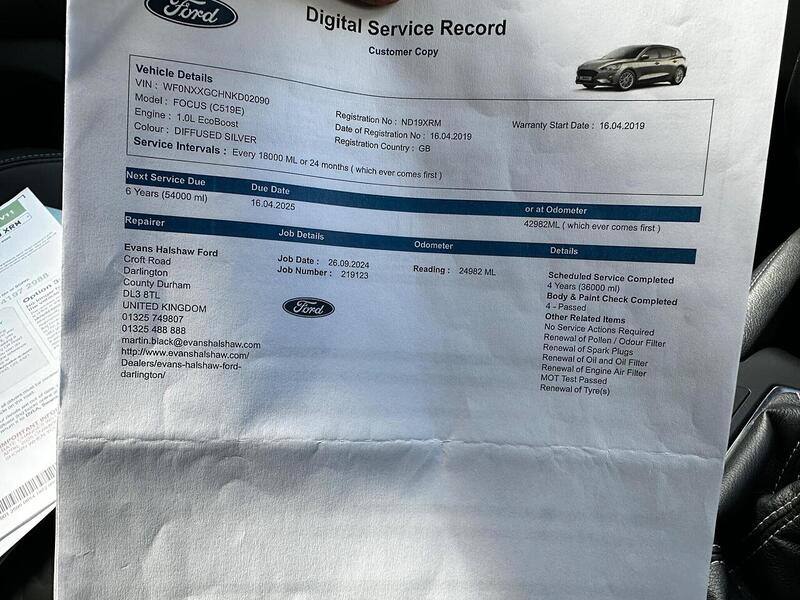 Ford
Digital Service Record
Customer Copy
Vehicle Details
VIN : WF0NXXGCHNKD02090
Model : FOCUS (C519E)
Engine : 1.0L EcoBoost
Colour : DIFFUSED SILVER
Registration No : ND19XRM
Date of Registration No : 16.04.2019
Registration Country : GB
Warranty Start Date : 16.04.2019
Service Intervals : Every 18000 ML or 24 months ( which ever comes first )
Next Service Due
Due Date
or at Odometer
6 Years (54000 ml)
16.04.2025
42982ML ( which ever comes first )
Repairer
Job Details
Odometer
Details
Evans Halshaw Ford
Croft Road
Darlington
County Durham
DL3 8TL
UNITED KINGDOM
01325 749807
01325 488 888
martin.black@evanshalshaw.com
http://www.evanshalshaw.com/
Dealers/evans-halshaw-ford-
darlington/
Job Date : 26.09.2024
Job Number : 219123
Ford
Reading : 24982 ML
Scheduled Service Completed
4 Years (36000 ml)
Body & Paint Check Completed
4 - Passed
Other Related Items
No Service Actions Required
Renewal of Pollen / Odour Filter
Renewal of Spark Plugs
Renewal of Oil and Oil Filter
Renewal of Engine Air Filter
MOT Test Passed
Renewal of Tyre(s)
V11
Option